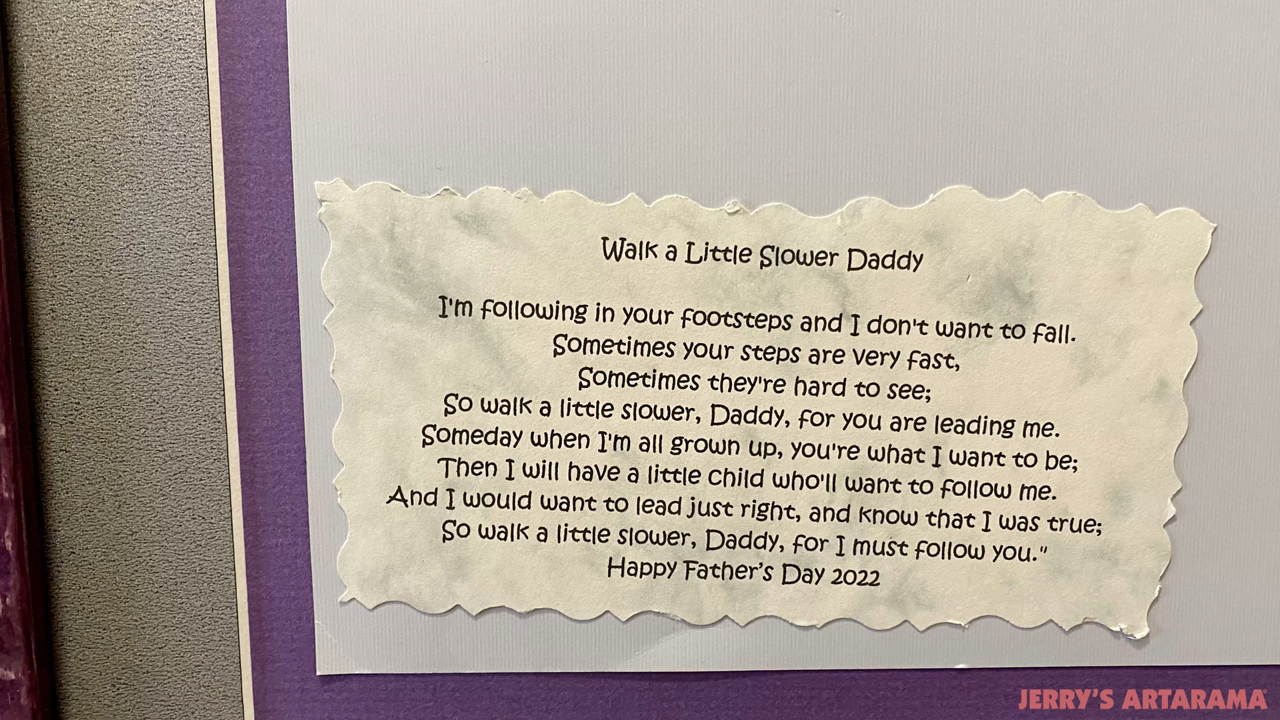 Walk a Little Slower Daddy
I'm following in your footsteps and I don't want to fall.
Sometimes your steps are very fast,
Sometimes they're hard to see;
So walk a little slower, Daddy, for you are leading me.
Someday when I'm all grown up, you're what I want to be;
Then I will have a little child who'll want to follow me.
And I would want to lead just right, and know that I was true;
So walk a little slower, Daddy, for I must follow you."
Happy Father's Day 2022
JERRY'S ARTARAMA